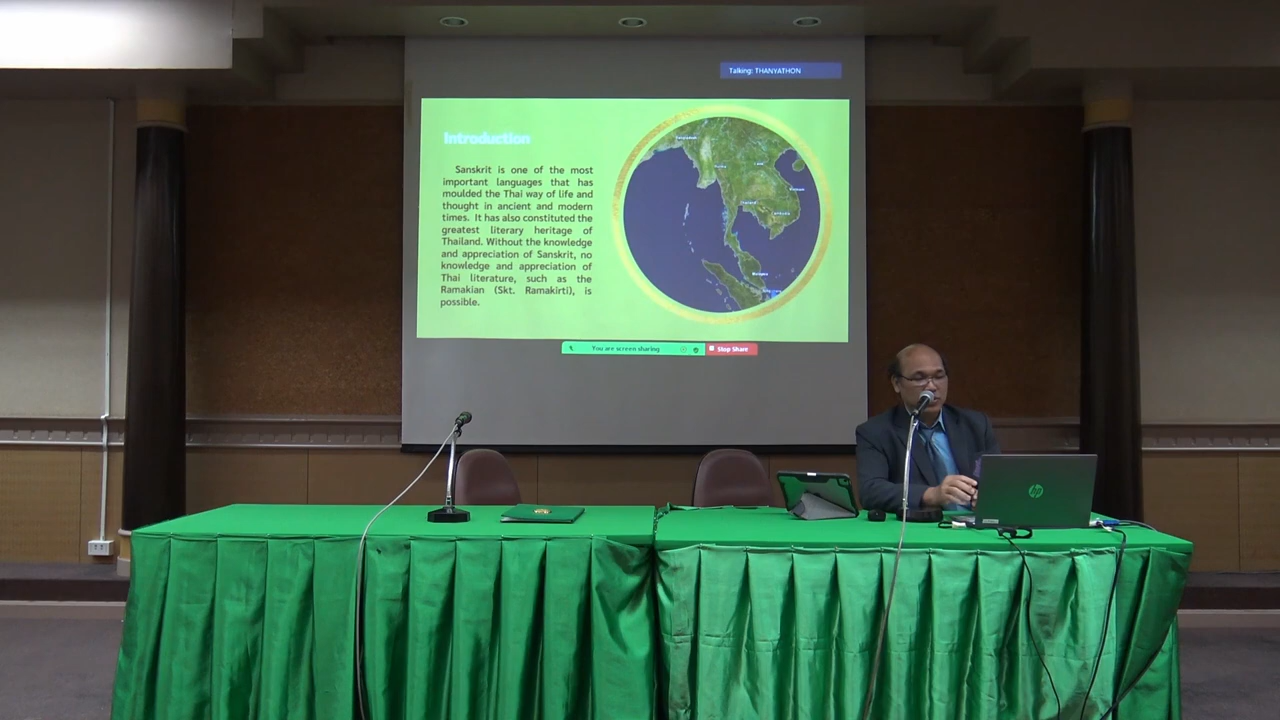 Talking: THANYATHON
Introduction
Sanskrit is one of the most
important languages that has
moulded the Thai way of life and
thought in ancient and modern
times. It has also constituted the
greatest literary heritage of
Thailand. Without the knowledge
and appreciation of Sanskrit, no
knowledge and appreciation of
Thai literature, such as the
Ramakian (Skt. Ramakirti), is
possible.
Thailand
Cambodia
You are screen sharing
Stop Share
hp